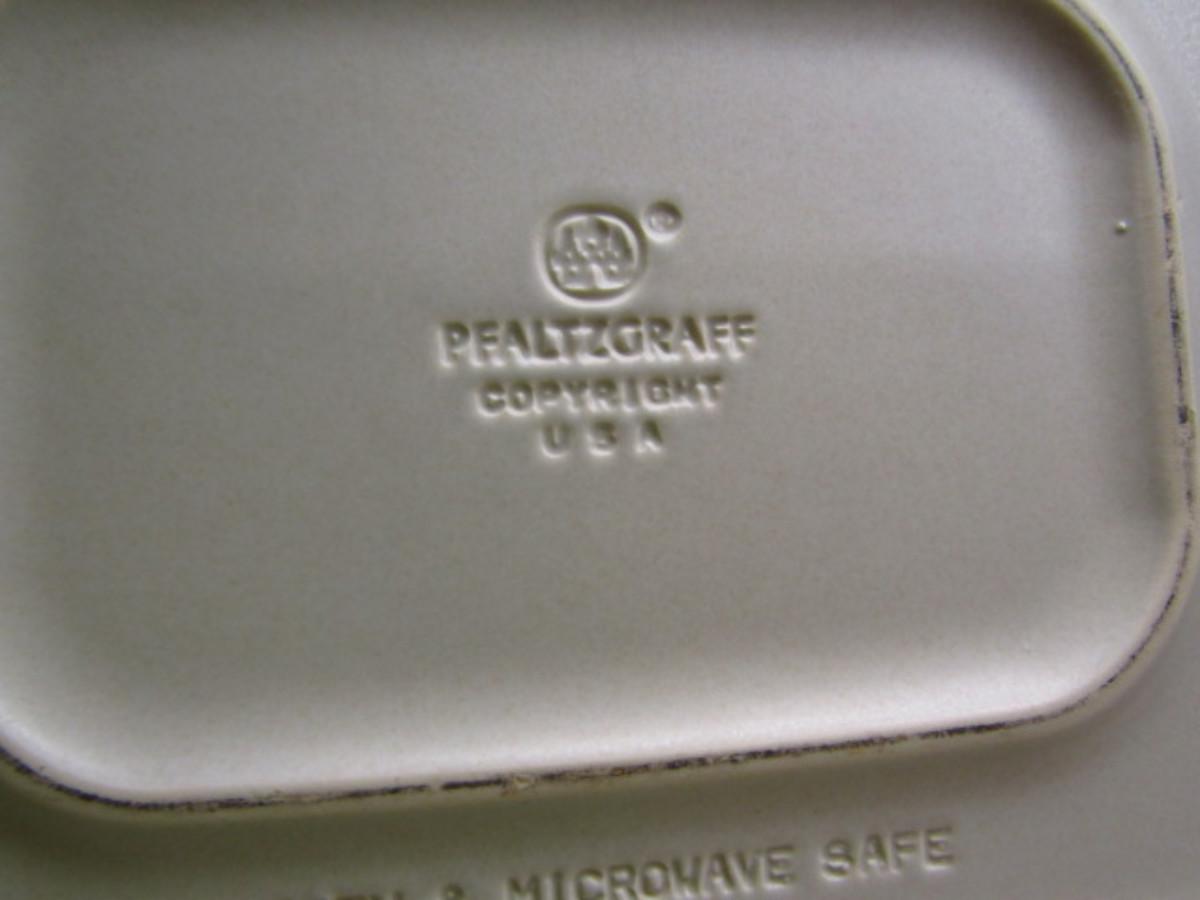 ®
PFALTZGRAFF
COPYRIGHT
U S A
& MICROWAVE SAFE